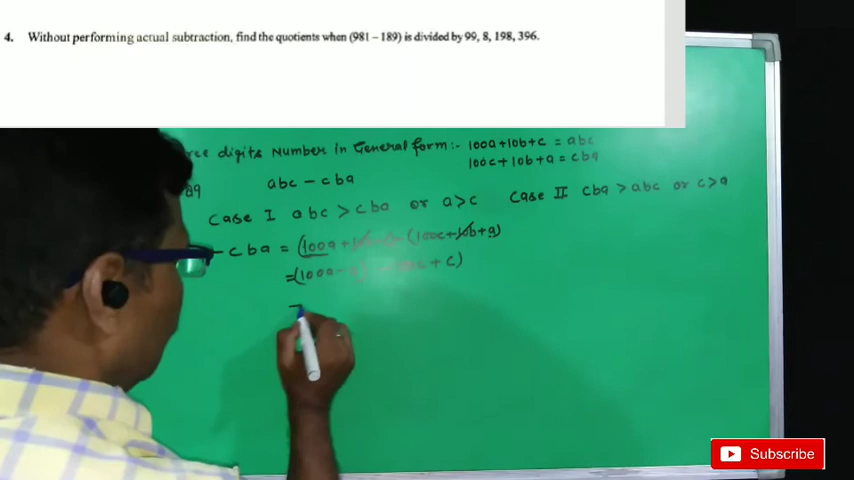 4. Without performing actual subtraction, find the quotients when (981 – 189) is divided by 99, 8, 198, 396.
digits Number in General form:- 100a+10b+c = abc
100c+10b+a = cba
abc - cba
Case I abc > cba or a>c Case II cba > abc or c>a
- cba = (100a+ - (100c+10b+a)
=(100a- + c)
=
Subscribe